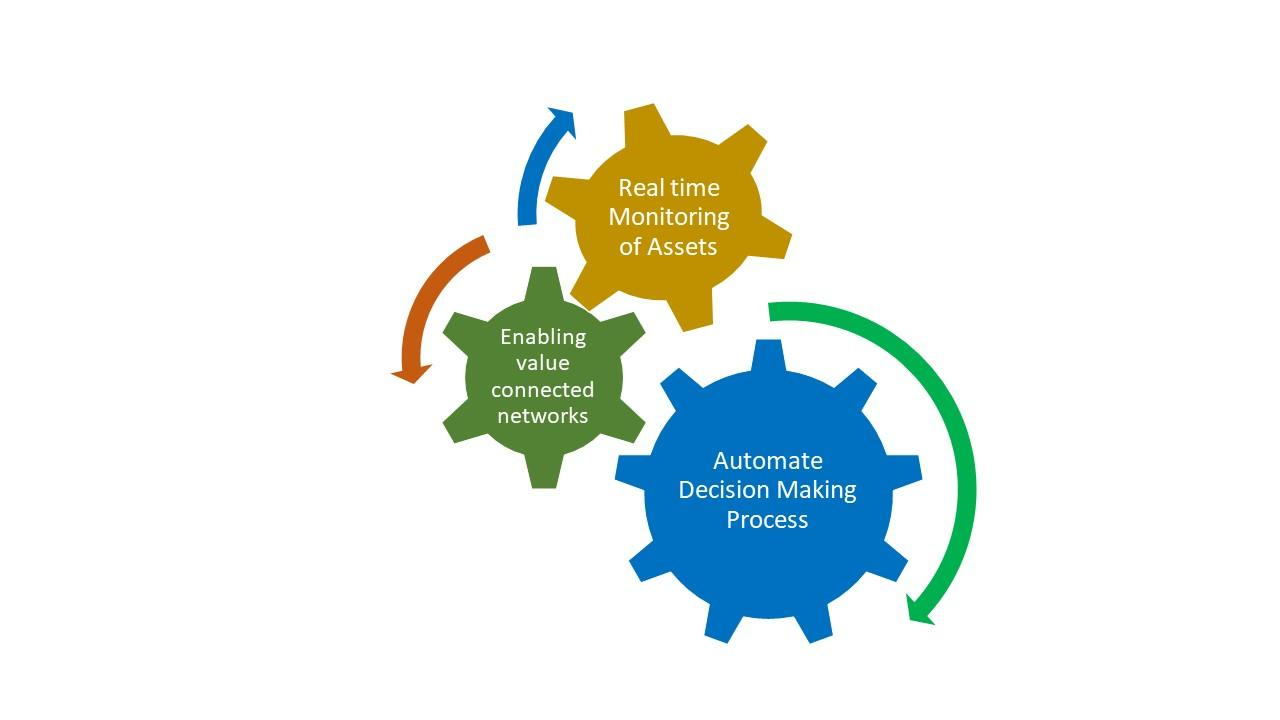 Real time
Monitoring
of Assets
Enabling
value
connected
networks
Automate
Decision Making
Process